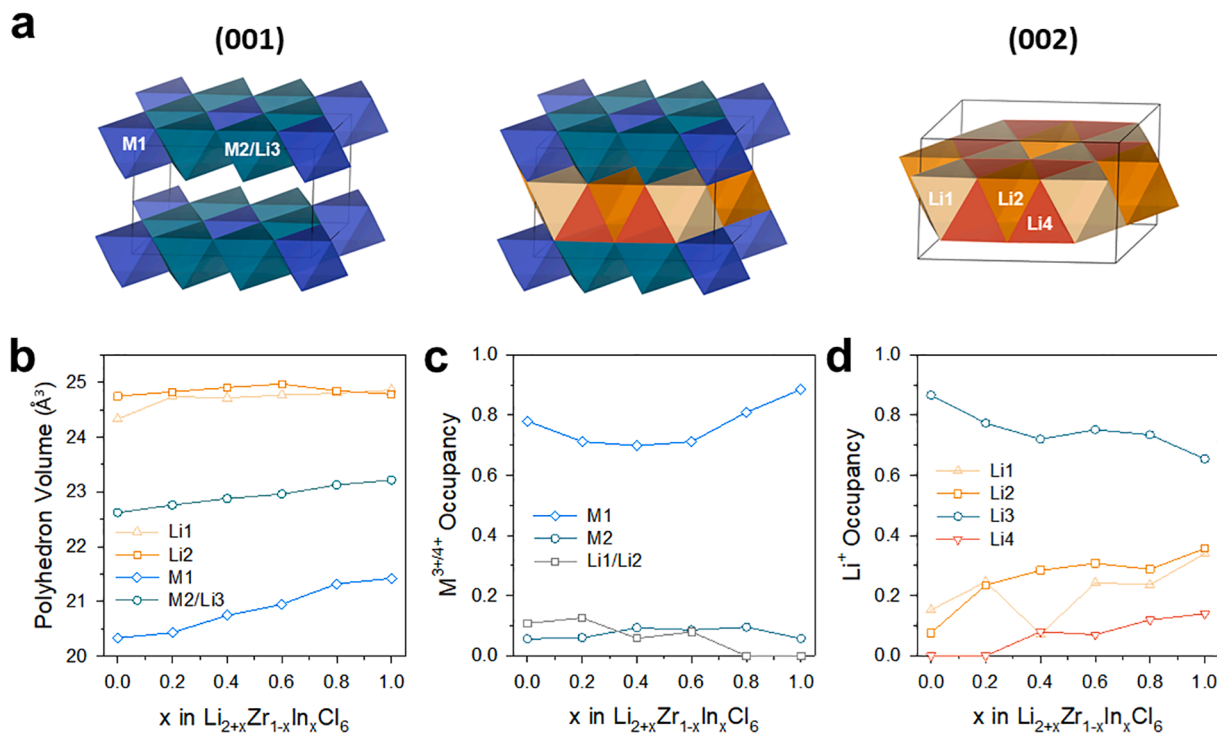 a
(001)
(002)
M1
M2/Li3
Li1
Li2
Li4
b
Polyhedron Volume (Å³)
25
24
23
22
21
20
Li1
Li2
M1
M2/Li3
0.0 0.2 0.4 0.6 0.8 1.0
x in Li₂₊ₓZr₁₋ₓInₓCl₆
c
M³⁺/⁴⁺ Occupancy
1.0
0.8
0.6
0.4
0.2
0.0
M1
M2
Li1/Li2
0.0 0.2 0.4 0.6 0.8 1.0
x in Li₂₊ₓZr₁₋ₓInₓCl₆
d
Li⁺ Occupancy
1.0
0.8
0.6
0.4
0.2
0.0
Li1
Li2
Li3
Li4
0.0 0.2 0.4 0.6 0.8 1.0
x in Li₂₊ₓZr₁₋ₓInₓCl₆